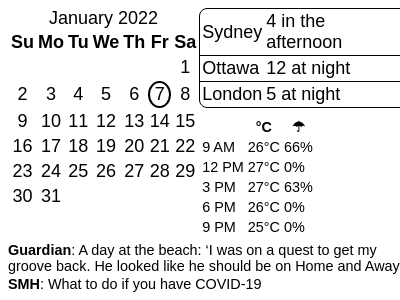 January 2022
Su Mo Tu We Th Fr Sa
1
2 3 4 5 6 7 8
9 10 11 12 13 14 15
16 17 18 19 20 21 22
23 24 25 26 27 28 29
30 31
Sydney 4 in the
afternoon
Ottawa 12 at night
London 5 at night
°C ☂
9 AM 26°C 66%
12 PM 27°C 0%
3 PM 27°C 63%
6 PM 26°C 0%
9 PM 25°C 0%
Guardian: A day at the beach: ‘I was on a quest to get my
groove back. He looked like he should be on Home and Away
SMH: What to do if you have COVID-19